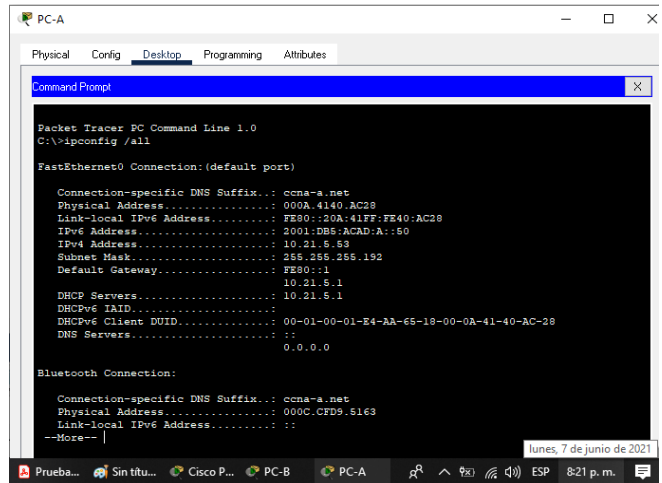 PC-A
Physical Config Desktop Programming Attributes
Command Prompt
X
Packet Tracer PC Command Line 1.0
C:\>ipconfig /all
FastEthernet0 Connection:(default port)
Connection-specific DNS Suffix..: ccna-a.net
Physical Address................: 000A.4140.AC28
Link-local IPv6 Address.........: FE80::20A:41FF:FE40:AC28
IPv6 Address....................: 2001:DB5:ACAD:A::50
IPv4 Address....................: 10.21.5.53
Subnet Mask.....................: 255.255.255.192
Default Gateway.................: FE80::1
10.21.5.1
DHCP Servers....................: 10.21.5.1
DHCPv6 IAID.....................:
DHCPv6 Client DUID..............: 00-01-00-01-E4-AA-65-18-00-0A-41-40-AC-28
DNS Servers.....................: ::
0.0.0.0
Bluetooth Connection:
Connection-specific DNS Suffix..: ccna-a.net
Physical Address................: 000C.CFD9.5163
Link-local IPv6 Address.........: ::
--More--
lunes, 7 de junio de 2021
Prueba... Sin títu... Cisco P... PC-B PC-A ESP 8:21 p. m.